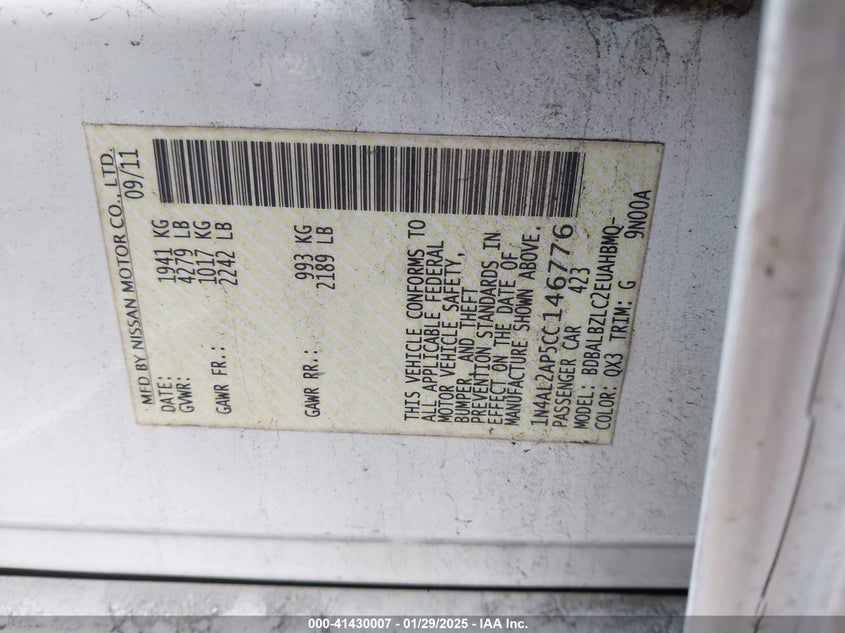 MFD BY NISSAN MOTOR CO., LTD.
DATE: 09/11
GVWR: 1941 KG
4279 LB
GAWR FR.: 1017 KG
2242 LB
GAWR RR.: 993 KG
2189 LB
THIS VEHICLE CONFORMS TO
ALL APPLICABLE FEDERAL
MOTOR VEHICLE SAFETY,
BUMPER, AND THEFT
PREVENTION STANDARDS IN
EFFECT ON THE DATE OF
MANUFACTURE SHOWN ABOVE.
1N4AL2AP5CC146776
PASSENGER CAR 423
MODEL: BDBALBZLC2EUAHBMQ-
COLOR: QX3 TRIM: G 9N00A
000-41430007 - 01/29/2025 - IAA Inc.